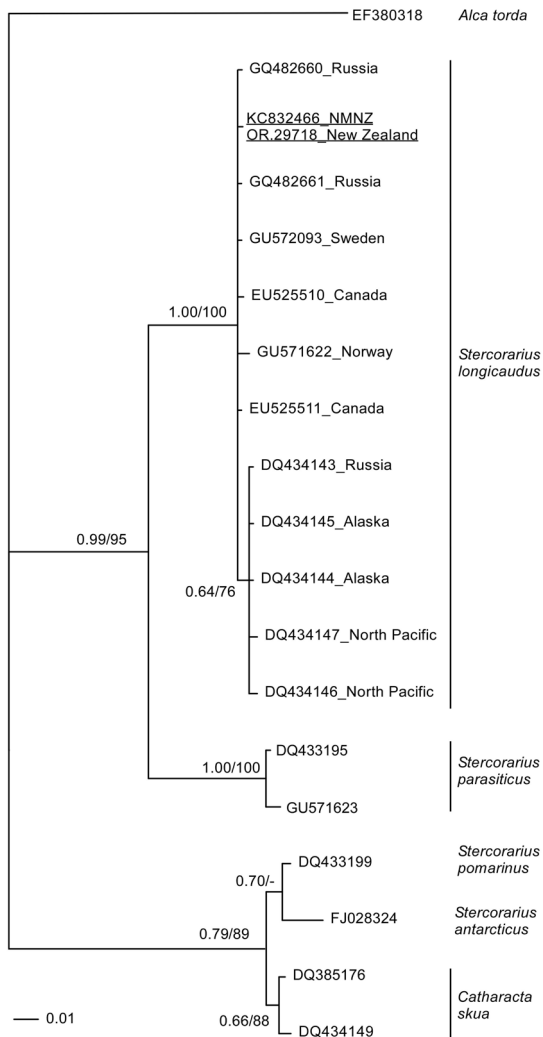 EF380318 Alca torda
GQ482660_Russia
KC832466_NMNZ
OR.29718_New Zealand
GQ482661_Russia
GU572093_Sweden
EU525510_Canada
1.00/100
GU571622_Norway
Stercorarius
longicaudus
EU525511_Canada
DQ434143_Russia
DQ434145_Alaska
0.99/95
DQ434144_Alaska
0.64/76
DQ434147_North Pacific
DQ434146_North Pacific
DQ433195
1.00/100
Stercorarius
parasiticus
GU571623
DQ433199
Stercorarius
pomarinus
0.70/-
FJ028324
Stercorarius
antarcticus
0.79/89
DQ385176
Catharacta
skua
0.01
0.66/88
DQ434149